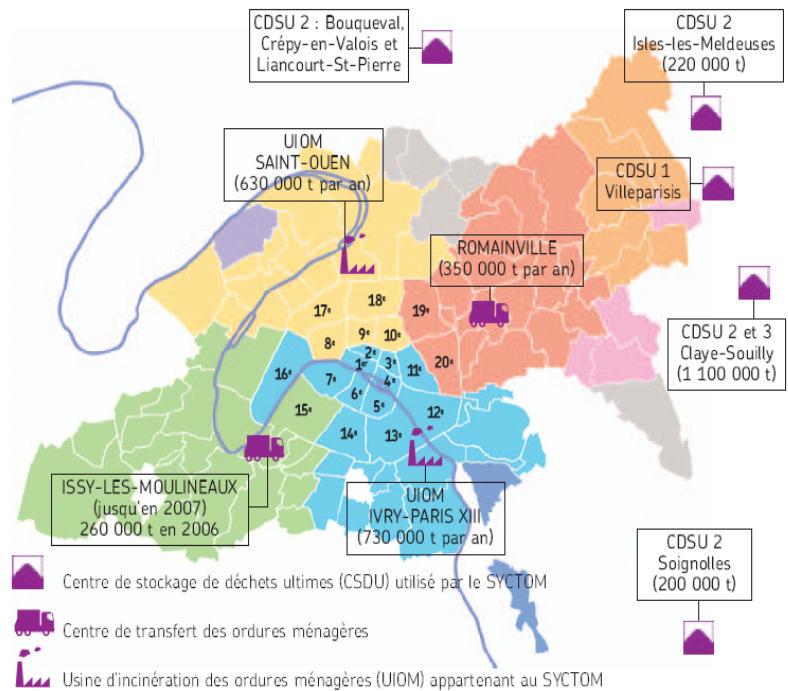 CDSU 2 : Bouqueval,
Crépy-en-Valois et
Liancourt-St-Pierre
CDSU 2
Isles-les-Meldeuses
(220 000 t)
UIOM
SAINT-OUEN
(630 000 t par an)
CDSU 1
Villeparisis
ROMAINVILLE
(350 000 t par an)
CDSU 2 et 3
Claye-Souilly
(1 100 000 t)
17e
18e
19e
8e
9e
10e
2e
1er
3e
11e
20e
16e
7e
4e
6e
5e
15e
12e
14e
13e
ISSY-LES-MOULINEAUX
(jusqu'en 2007)
260 000 t en 2006
UIOM
IVRY-PARIS XIII
(730 000 t par an)
CDSU 2
Soignolles
(200 000 t)
Centre de stockage de déchets ultimes (CSDU) utilisé par le SYCTOM
Centre de transfert des ordures ménagères
Usine d'incinération des ordures ménagères (UIOM) appartenant au SYCTOM